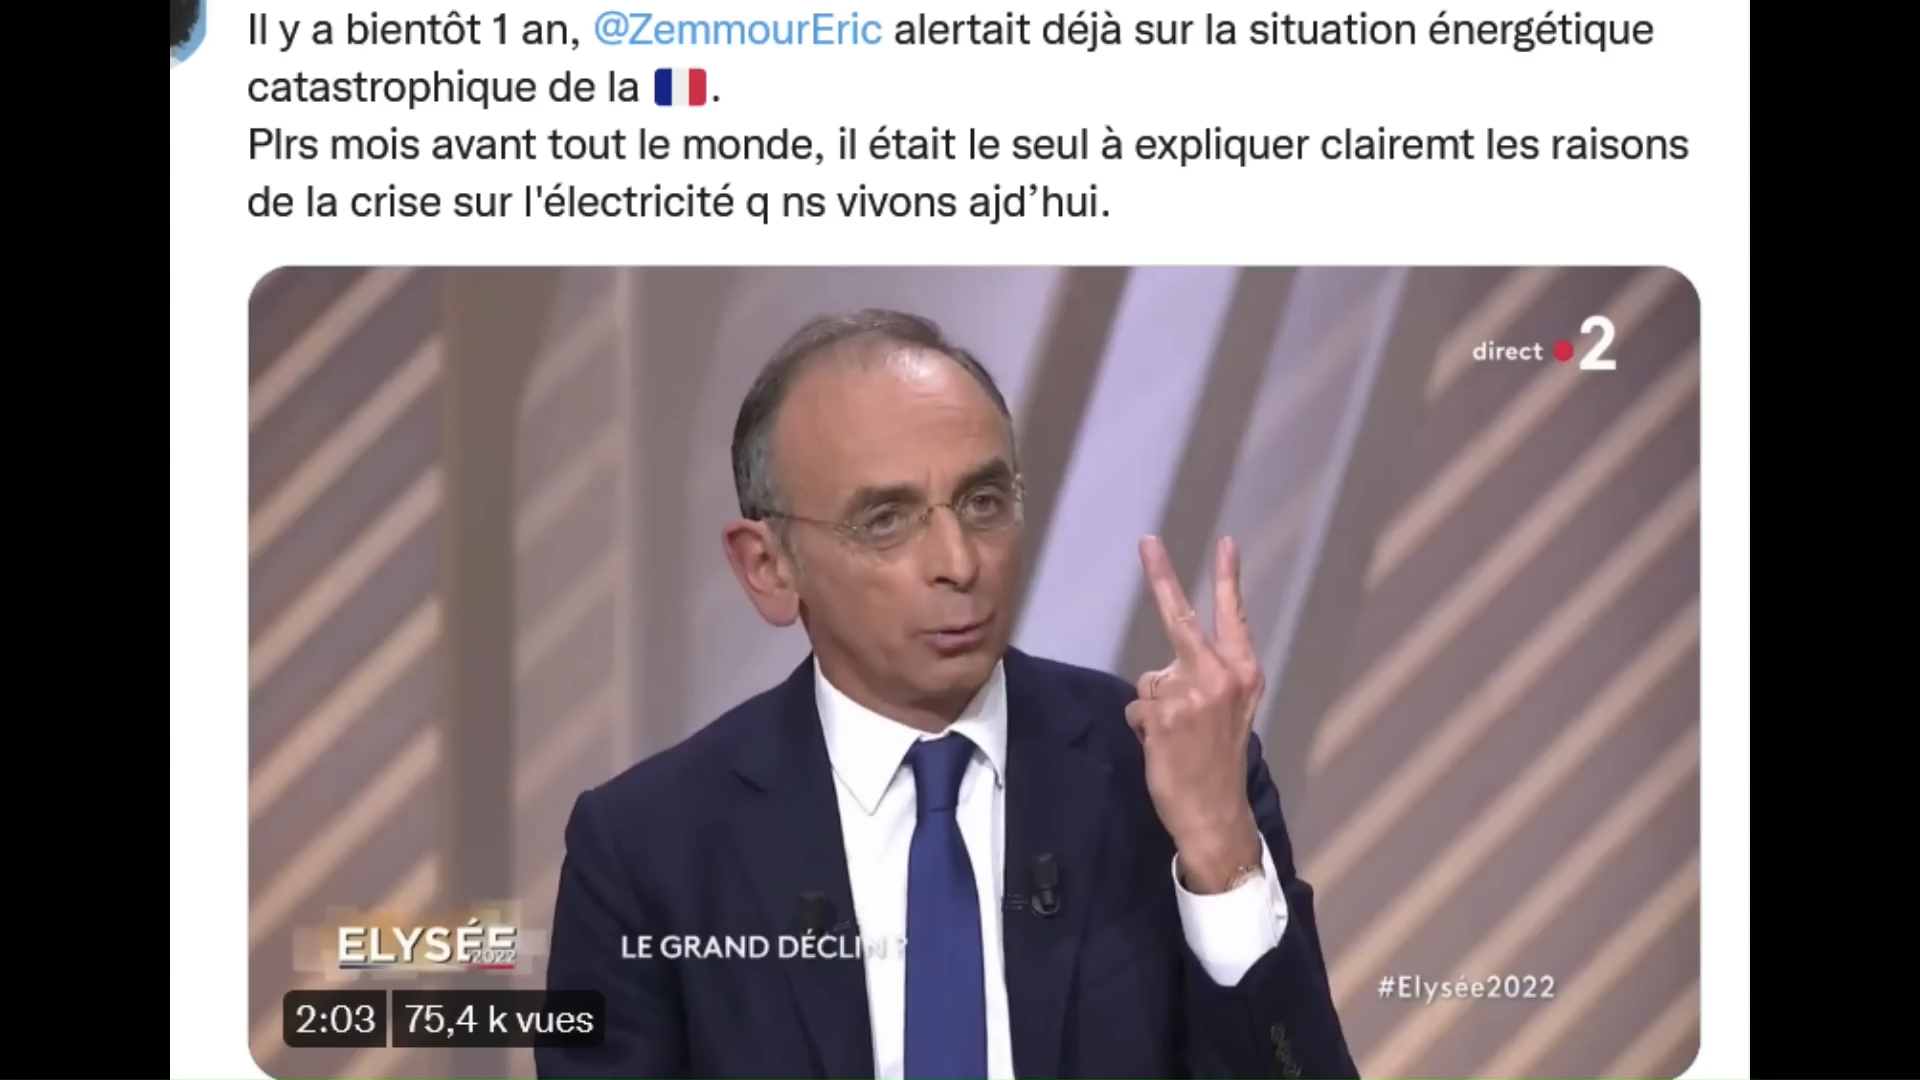 Il y a bientôt 1 an, @ZemmourEric alertait déjà sur la situation énergétique
catastrophique de la 🇫🇷.
Plrs mois avant tout le monde, il était le seul à expliquer clairemt les raisons
de la crise sur l'électricité q ns vivons ajd’hui.
direct 2
ELYSÉE
2022
LE GRAND DÉCLIN ?
#Elysée2022
2:03 75,4 k vues